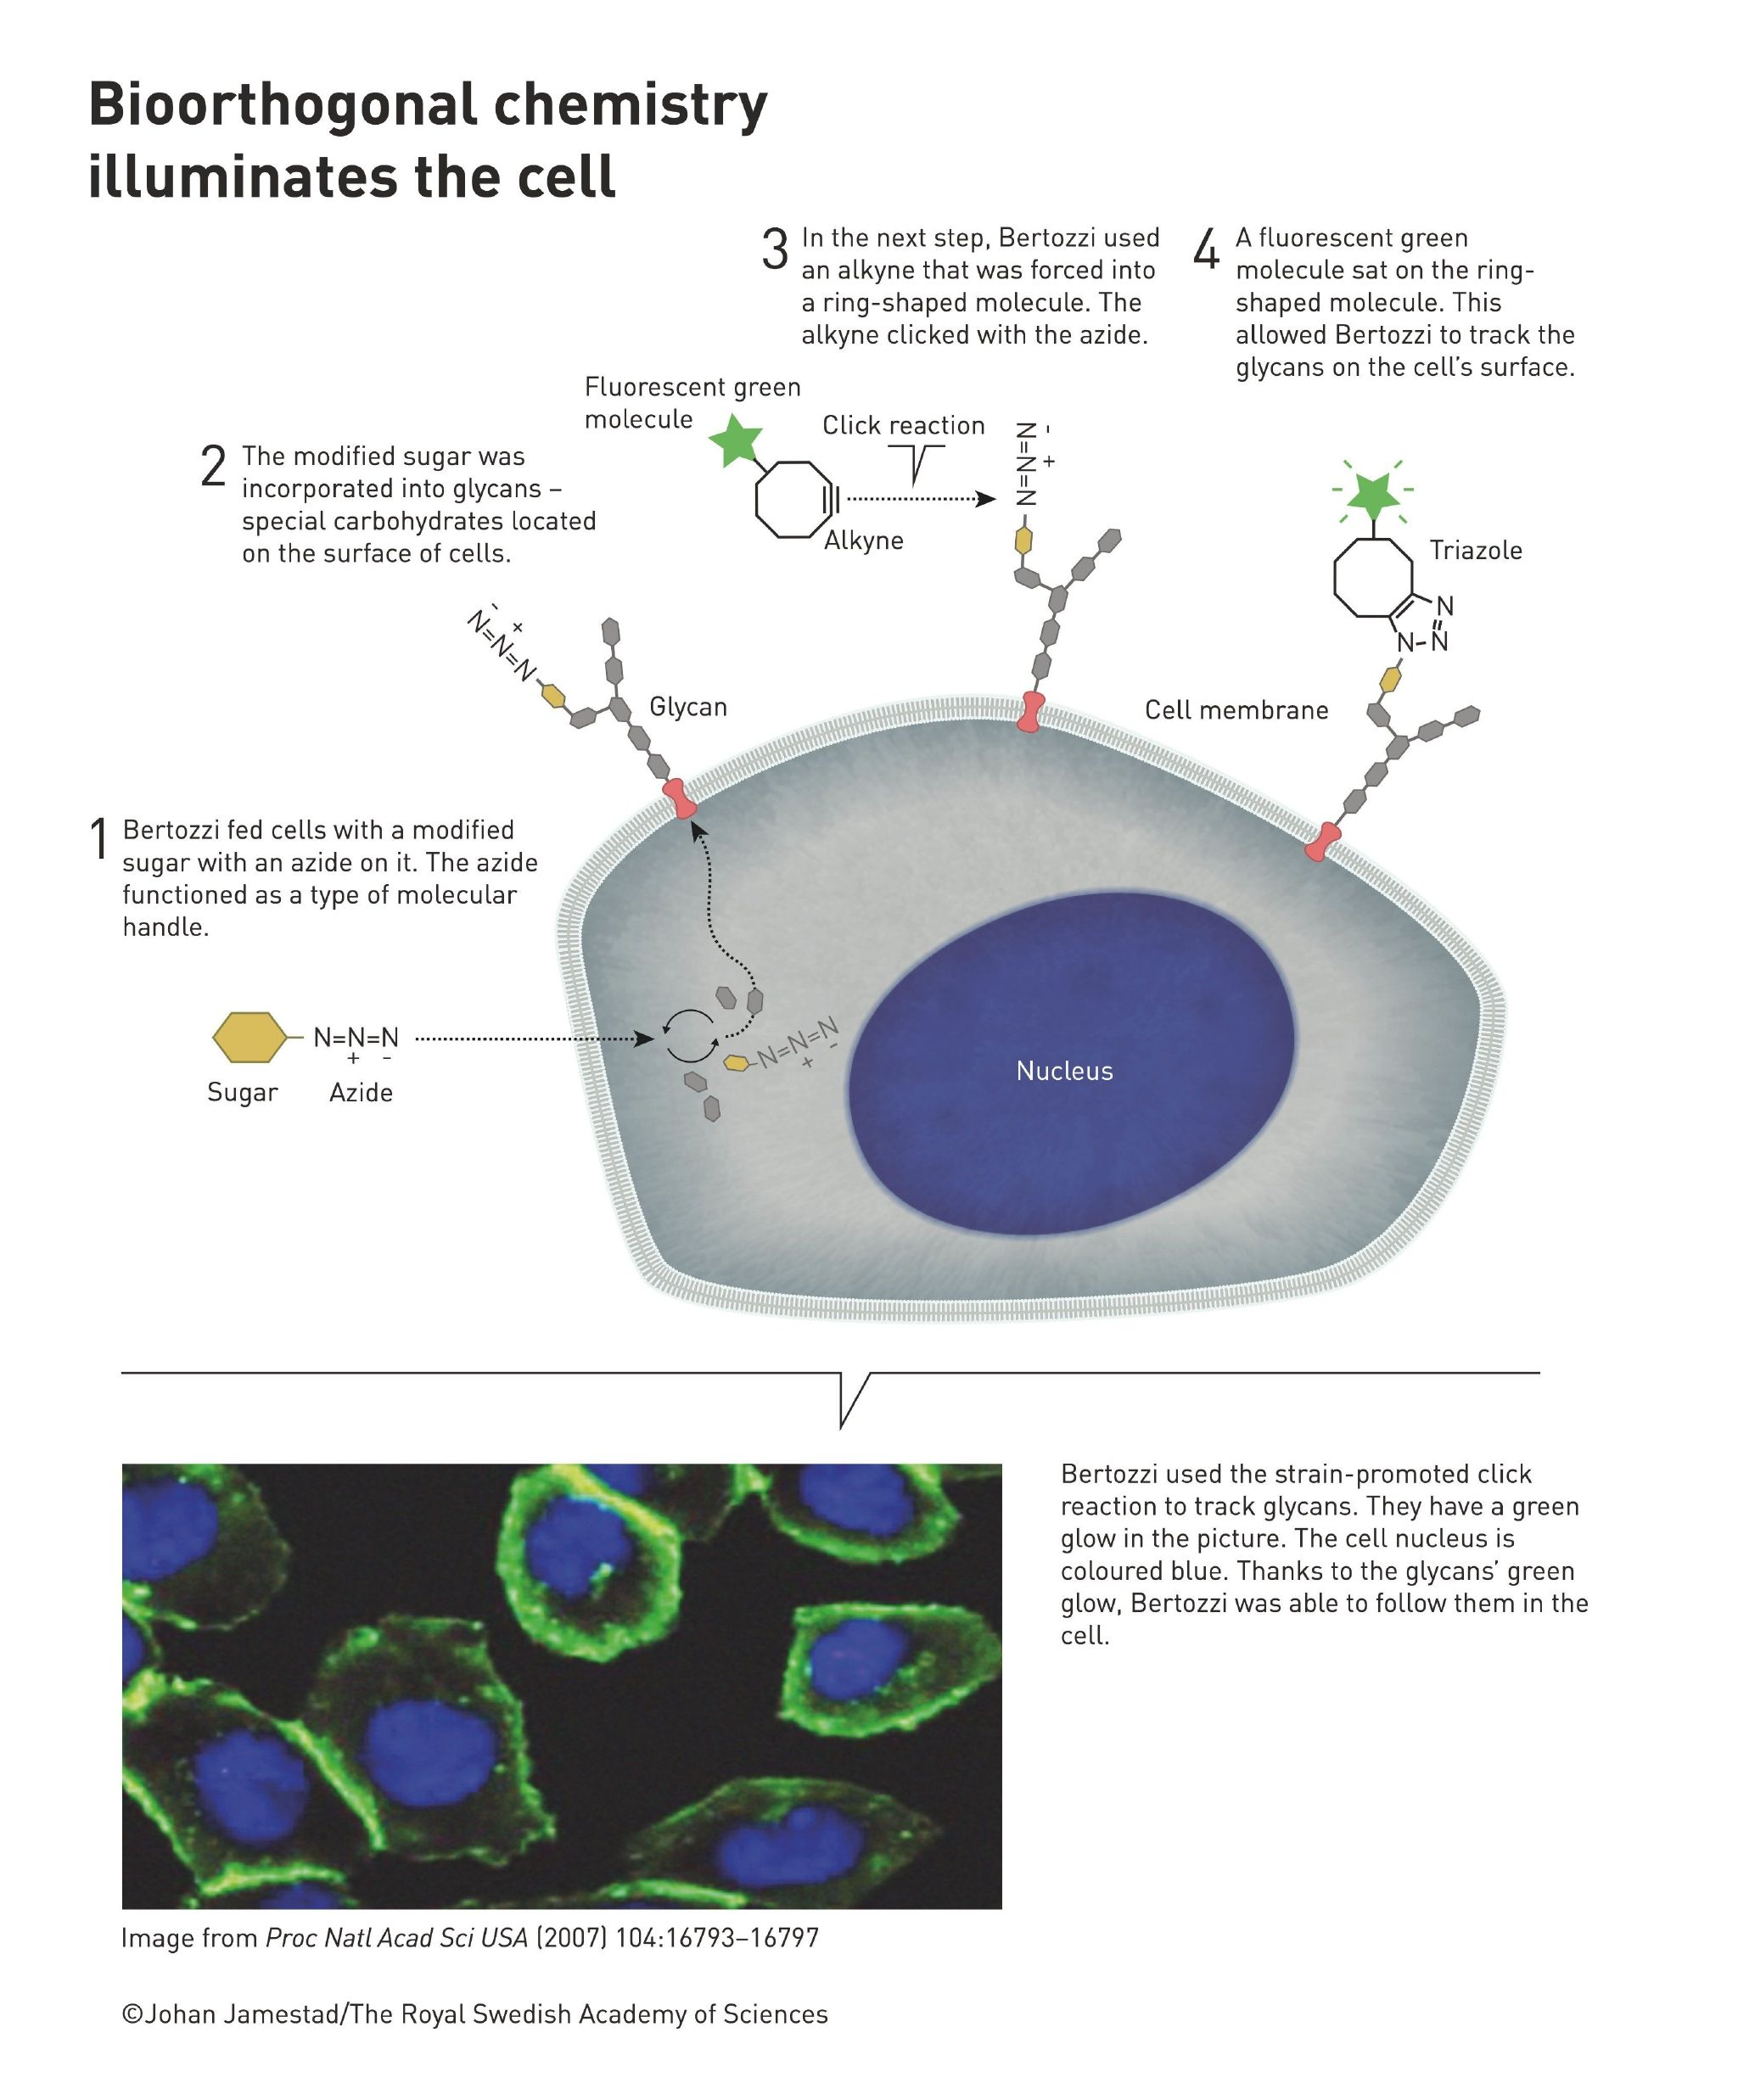 Bioorthogonal chemistry
illuminates the cell
3 In the next step, Bertozzi used
an alkyne that was forced into
a ring-shaped molecule. The
alkyne clicked with the azide.
4 A fluorescent green
molecule sat on the ring-
shaped molecule. This
allowed Bertozzi to track the
glycans on the cell's surface.
Fluorescent green
molecule
Click reaction
N=N=N
+ -
Alkyne
2 The modified sugar was
incorporated into glycans –
special carbohydrates located
on the surface of cells.
Triazole
N
N-N
N=N=N
+ -
Glycan
Cell membrane
1 Bertozzi fed cells with a modified
sugar with an azide on it. The azide
functioned as a type of molecular
handle.
N=N=N
+ -
Sugar
Azide
N=N=N
+ -
Nucleus
Bertozzi used the strain-promoted click
reaction to track glycans. They have a green
glow in the picture. The cell nucleus is
coloured blue. Thanks to the glycans' green
glow, Bertozzi was able to follow them in the
cell.
Image from Proc Natl Acad Sci USA (2007) 104:16793–16797
©Johan Jamestad/The Royal Swedish Academy of Sciences